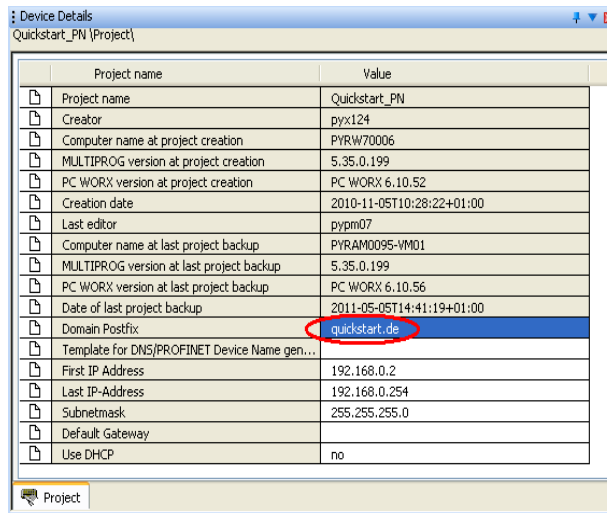 Device Details
Quickstart_PN \Project\
Project name Value
Project name Quickstart_PN
Creator pyx124
Computer name at project creation PYRW70006
MULTIPROG version at project creation 5.35.0.199
PC WORX version at project creation PC WORX 6.10.52
Creation date 2010-11-05T10:28:22+01:00
Last editor pypm07
Computer name at last project backup PYRAM0095-VM01
MULTIPROG version at last project backup 5.35.0.199
PC WORX version at last project backup PC WORX 6.10.56
Date of last project backup 2011-05-05T14:41:19+01:00
Domain Postfix quickstart.de
Template for DNS/PROFINET Device Name gen...
First IP Address 192.168.0.2
Last IP-Address 192.168.0.254
Subnetmask 255.255.255.0
Default Gateway
Use DHCP no
Project